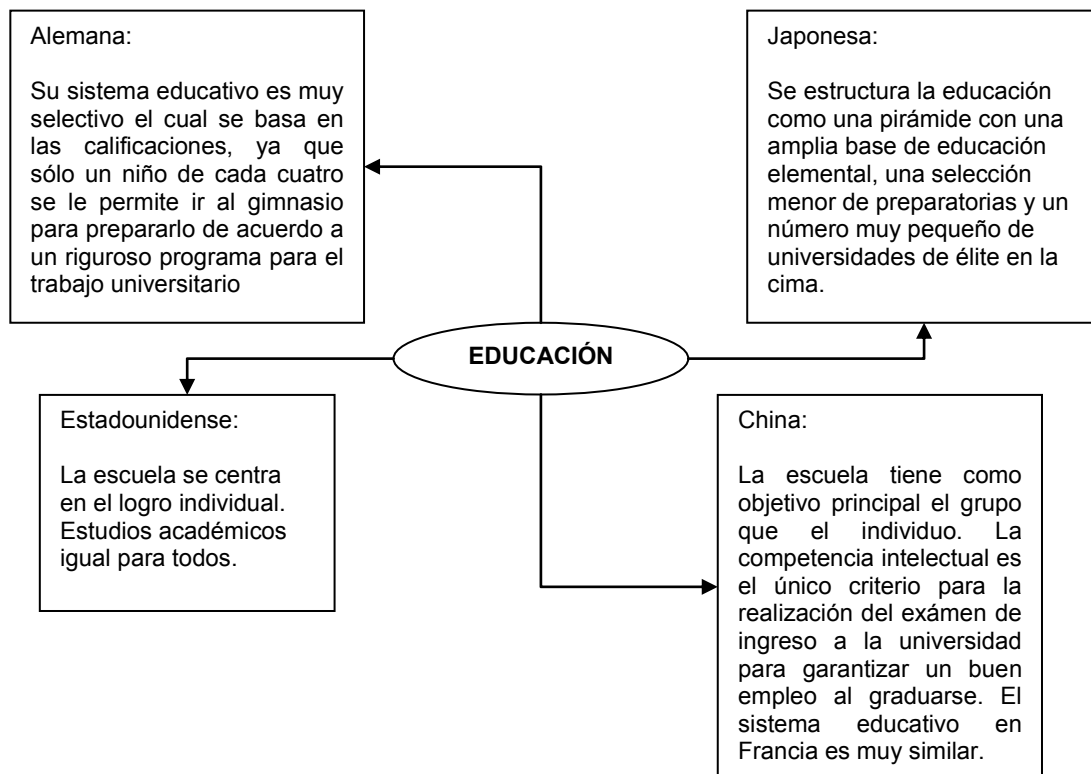 Alemana:
Su sistema educativo es muy
selectivo el cual se basa en
las calificaciones, ya que
sólo un niño de cada cuatro
se le permite ir al gimnasio
para prepararlo de acuerdo a
un riguroso programa para el
trabajo universitario
Japonesa:
Se estructura la educación
como una pirámide con una
amplia base de educación
elemental, una selección
menor de preparatorias y un
número muy pequeño de
universidades de élite en la
cima.
EDUCACIÓN
Estadounidense:
La escuela se centra
en el logro individual.
Estudios académicos
igual para todos.
China:
La escuela tiene como
objetivo principal el grupo
que el individuo. La
competencia intelectual es
el único criterio para la
realización del exámen de
ingreso a la universidad
para garantizar un buen
empleo al graduarse. El
sistema educativo en
Francia es muy similar.